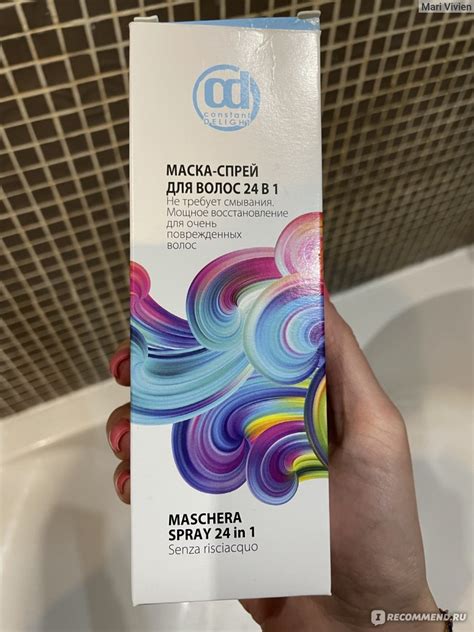 Mari Vivien
cd
constant
DELIGHT
МАСКА-СПРЕЙ
ДЛЯ ВОЛОС 24 В 1
Не требует смывания.
Мощное восстановление
для очень
поврежденных
волос
MASCHERA
SPRAY 24 in 1
Senza risciacquo
IRECOMMEND.RU